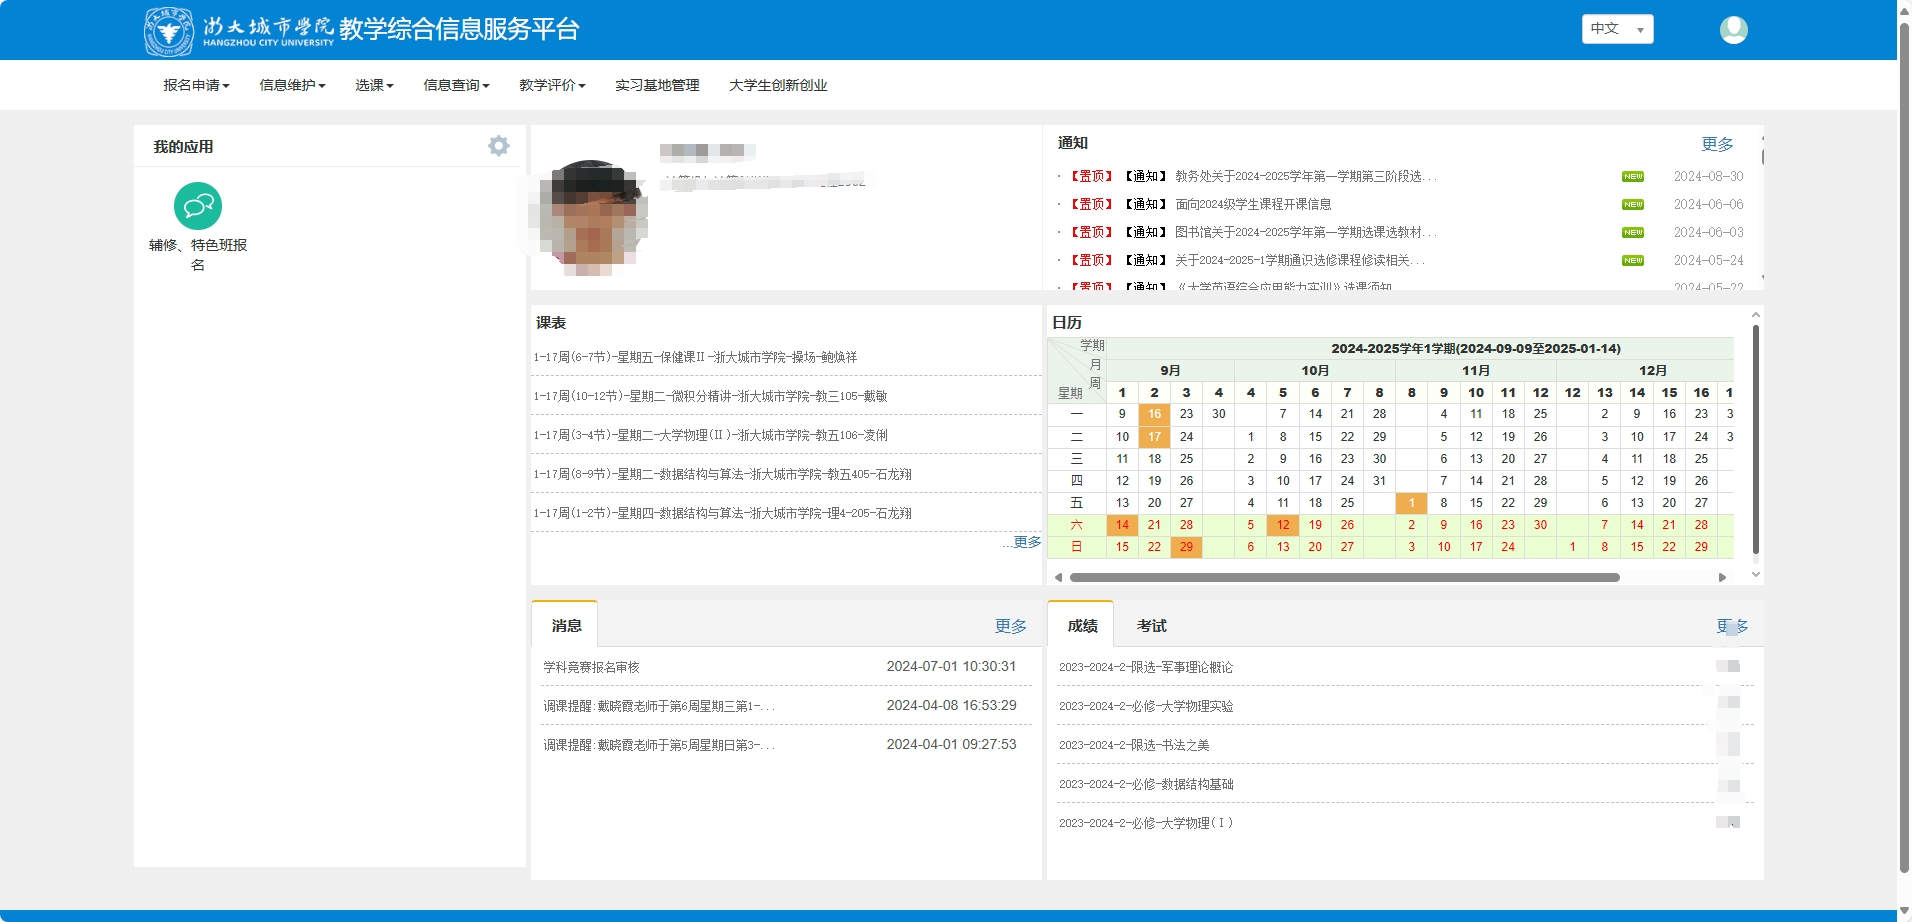 浙大城市学院 教学综合信息服务平台
HANGZHOU CITY UNIVERSITY
中文
报名申请 信息维护 选课 信息查询 教学评价 实习基地管理 大学生创新创业
我的应用
辅修、特色班报
名
通知 更多
· 【置顶】 【通知】 教务处关于2024-2025学年第一学期第三阶段选... NEW 2024-08-30
· 【置顶】 【通知】 面向2024级学生课程开课信息 NEW 2024-06-06
· 【置顶】 【通知】 图书馆关于2024-2025学年第一学期选课选教材... NEW 2024-06-03
· 【置顶】 【通知】 关于2024-2025-1学期通识选修课程修读相关... NEW 2024-05-24
· 【置顶】 【通知】 《大学英语综合应用能力实训》选课须知 2024-05-22
课表
1-17周(6-7节)-星期五-保健课Ⅱ-浙大城市学院-操场-鲍焕祥
1-17周(10-12节)-星期二-微积分精讲-浙大城市学院-教三105-戴敏
1-17周(3-4节)-星期二-大学物理(Ⅱ)-浙大城市学院-教五106-凌俐
1-17周(8-9节)-星期二-数据结构与算法-浙大城市学院-教五405-石龙翔
1-17周(1-2节)-星期四-数据结构与算法-浙大城市学院-理4-205-石龙翔
...更多
日历
学期 2024-2025学年1学期(2024-09-09至2025-01-14)
月 9月 10月 11月 12月
周
星期 1 2 3 4 4 5 6 7 8 8 9 10 11 12 12 13 14 15 16 1
一 9 16 23 30 7 14 21 28 4 11 18 25 2 9 16 23 3
二 10 17 24 1 8 15 22 29 5 12 19 26 3 10 17 24 3
三 11 18 25 2 9 16 23 30 6 13 20 27 4 11 18 25
四 12 19 26 3 10 17 24 31 7 14 21 28 5 12 19 26
五 13 20 27 4 11 18 25 1 8 15 22 29 6 13 20 27
六 14 21 28 5 12 19 26 2 9 16 23 30 7 14 21 28
日 15 22 29 6 13 20 27 3 10 17 24 1 8 15 22 29
消息 更多
学科竞赛报名审核 2024-07-01 10:30:31
调课提醒:戴晓霞老师于第6周星期三第1-... 2024-04-08 16:53:29
调课提醒:戴晓霞老师于第5周星期日第3-... 2024-04-01 09:27:53
成绩 考试 更多
2023-2024-2-限选-军事理论概论
2023-2024-2-必修-大学物理实验
2023-2024-2-限选-书法之美
2023-2024-2-必修-数据结构基础
2023-2024-2-必修-大学物理(Ⅰ)